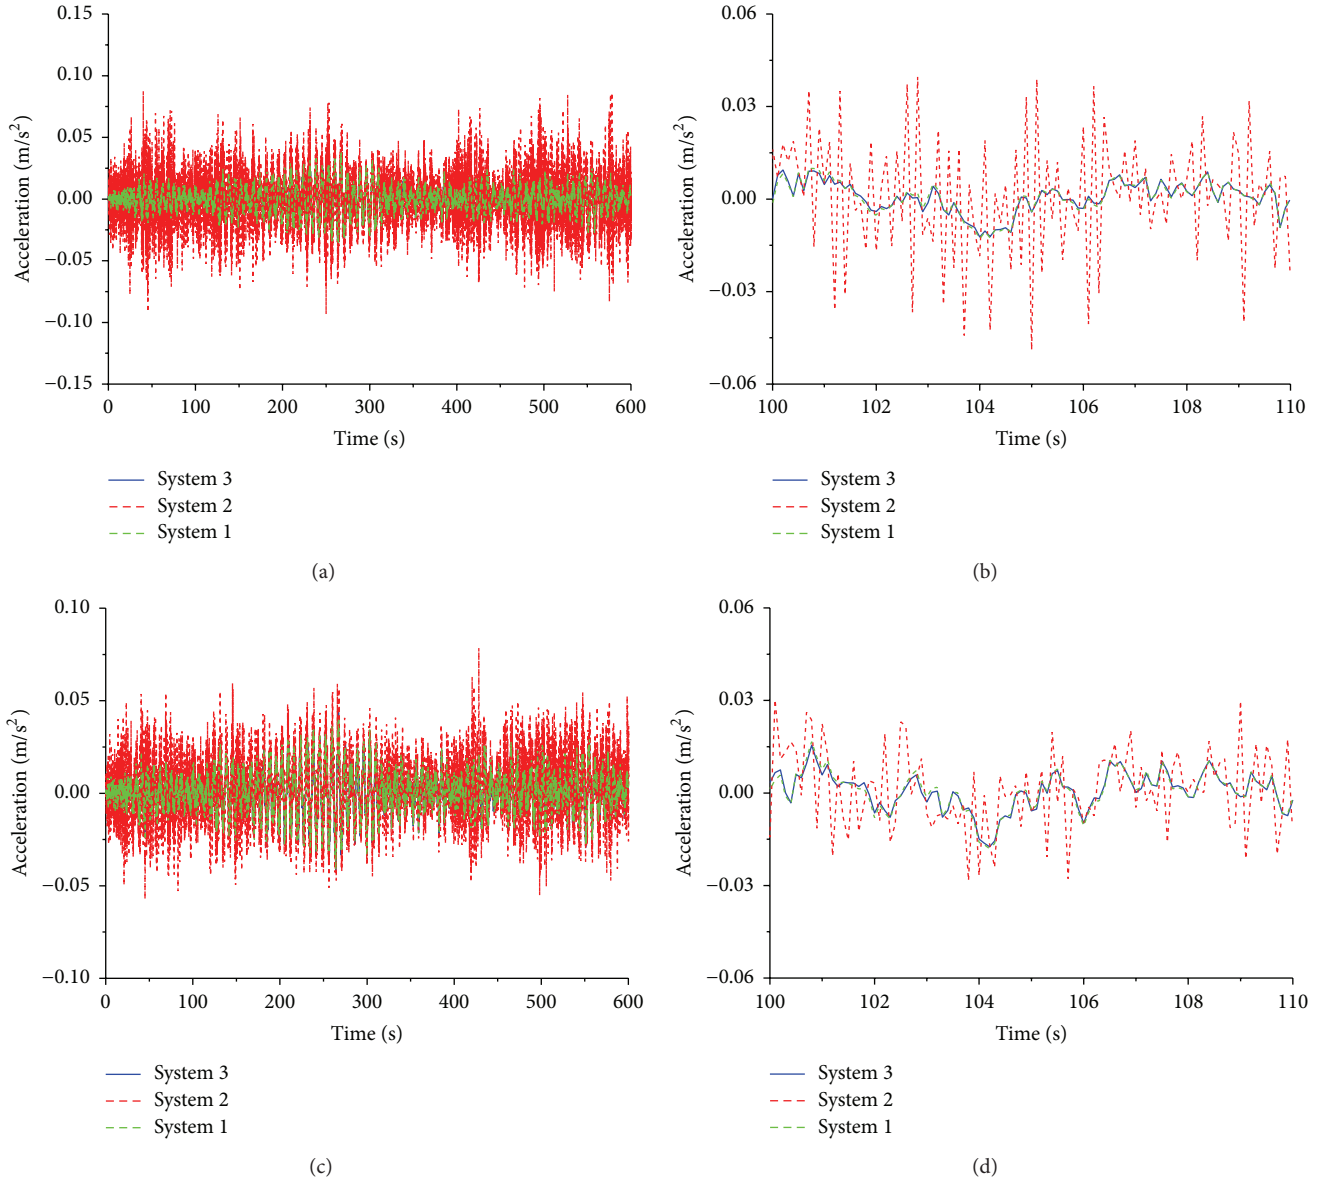 0.15
0.10
0.05
0.00
−0.05
−0.10
−0.15
Acceleration (m/s²)
0 100 200 300 400 500 600
Time (s)
System 3
System 2
System 1
(a)
0.06
0.03
0.00
−0.03
−0.06
Acceleration (m/s²)
100 102 104 106 108 110
Time (s)
System 3
System 2
System 1
(b)
0.10
0.05
0.00
−0.05
−0.10
Acceleration (m/s²)
0 100 200 300 400 500 600
Time (s)
System 3
System 2
System 1
(c)
0.06
0.03
0.00
−0.03
−0.06
Acceleration (m/s²)
100 102 104 106 108 110
Time (s)
System 3
System 2
System 1
(d)